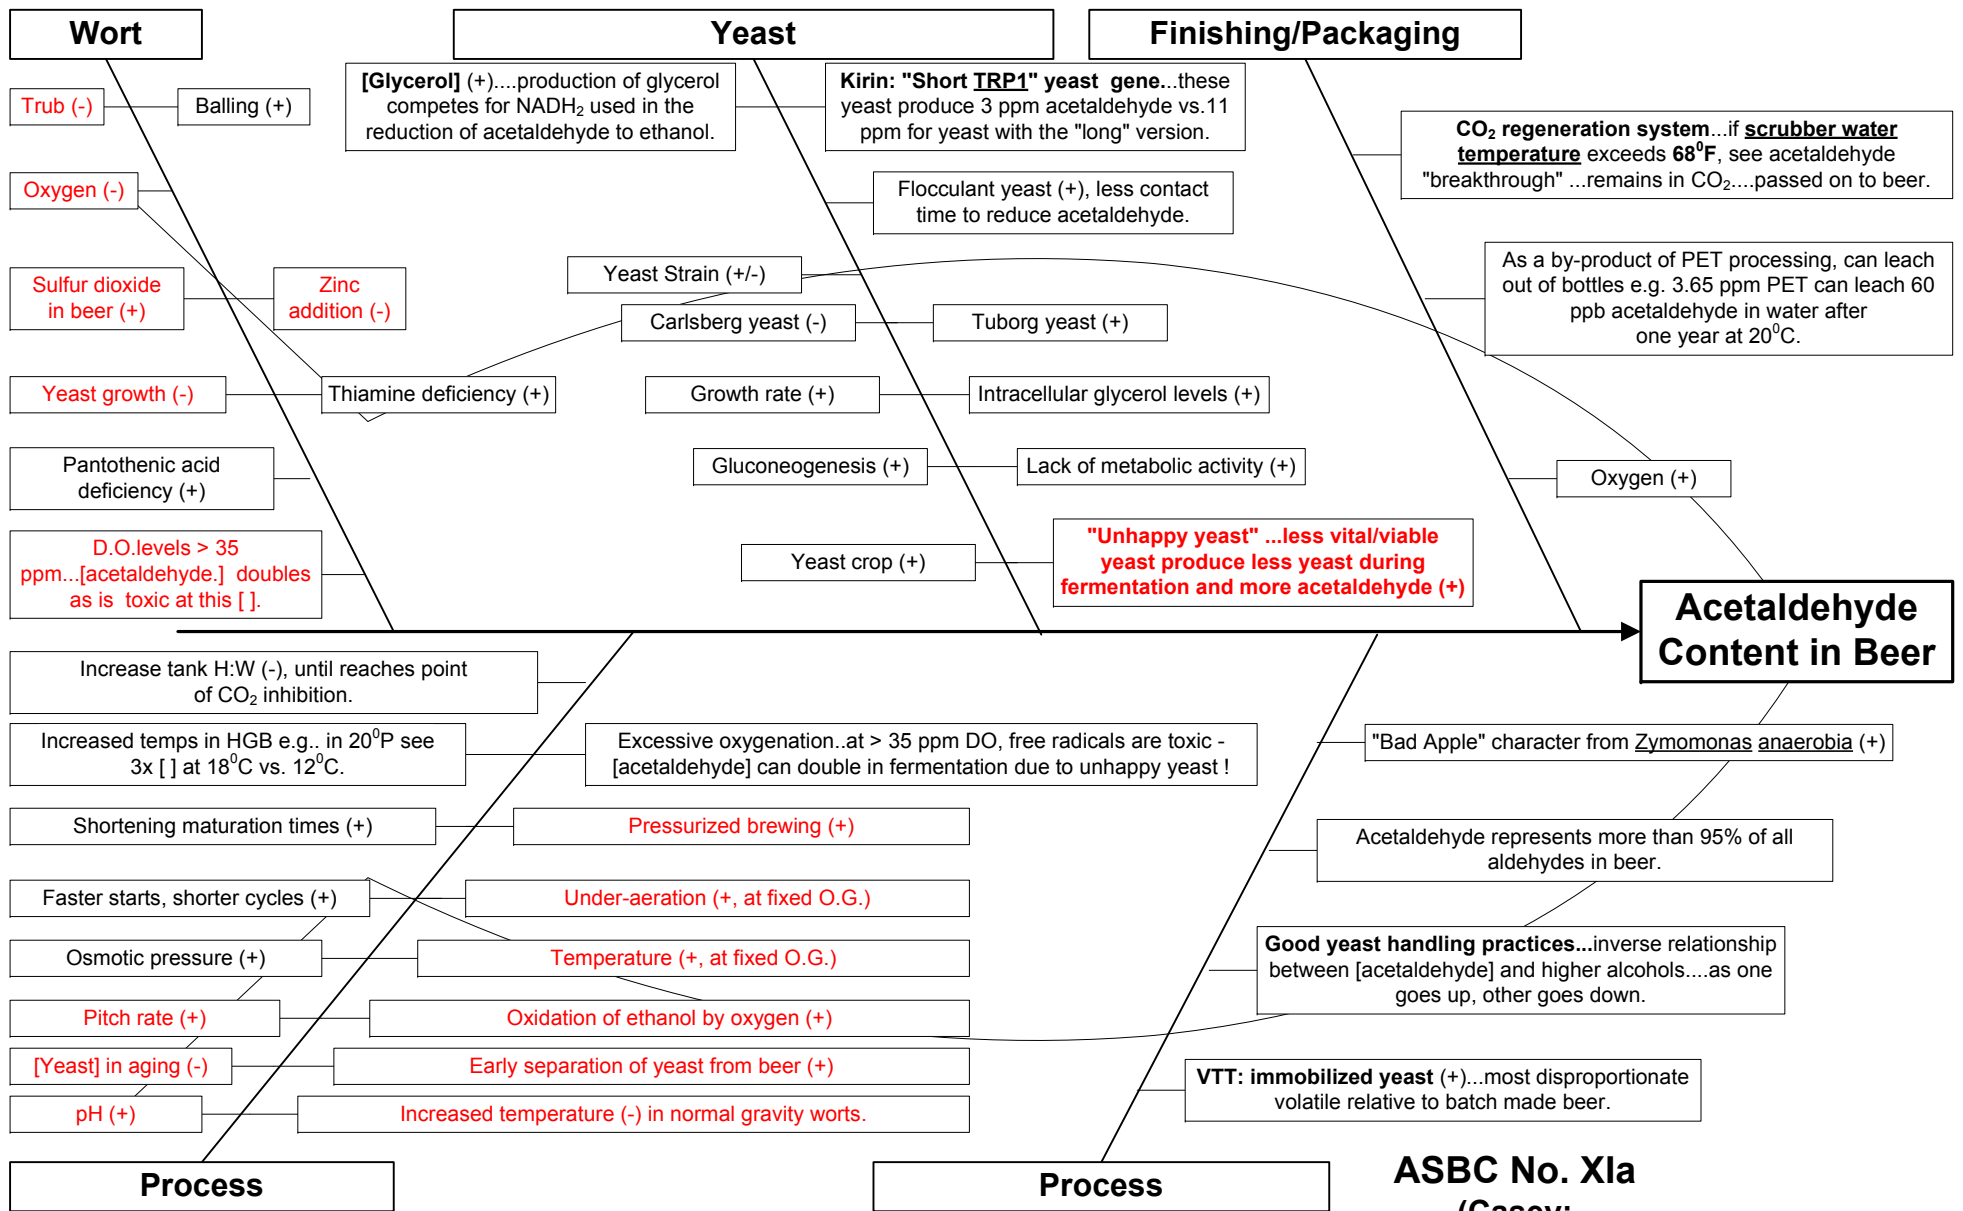 Wort
Yeast
Finishing/Packaging
Trub (-)
Balling (+)
Oxygen (-)
Sulfur dioxide
in beer (+)
Zinc
addition (-)
Yeast growth (-)
Thiamine deficiency (+)
Pantothenic acid
deficiency (+)
D.O.levels > 35
ppm...[acetaldehyde.] doubles
as is toxic at this [ ].
[Glycerol] (+)....production of glycerol
competes for NADH₂ used in the
reduction of acetaldehyde to ethanol.
Kirin: "Short TRP1" yeast gene...these
yeast produce 3 ppm acetaldehyde vs.11
ppm for yeast with the "long" version.
Flocculant yeast (+), less contact
time to reduce acetaldehyde.
Yeast Strain (+/-)
Carlsberg yeast (-)
Tuborg yeast (+)
Growth rate (+)
Intracellular glycerol levels (+)
Gluconeogenesis (+)
Lack of metabolic activity (+)
Yeast crop (+)
"Unhappy yeast" ...less vital/viable
yeast produce less yeast during
fermentation and more acetaldehyde (+)
CO₂ regeneration system...if scrubber water
temperature exceeds 68⁰F, see acetaldehyde
"breakthrough" ...remains in CO₂....passed on to beer.
As a by-product of PET processing, can leach
out of bottles e.g. 3.65 ppm PET can leach 60
ppb acetaldehyde in water after
one year at 20⁰C.
Oxygen (+)
Acetaldehyde
Content in Beer
Increase tank H:W (-), until reaches point
of CO₂ inhibition.
Increased temps in HGB e.g.. in 20⁰P see
3x [ ] at 18⁰C vs. 12⁰C.
Excessive oxygenation..at > 35 ppm DO, free radicals are toxic -
[acetaldehyde] can double in fermentation due to unhappy yeast !
Shortening maturation times (+)
Pressurized brewing (+)
Faster starts, shorter cycles (+)
Under-aeration (+, at fixed O.G.)
Osmotic pressure (+)
Temperature (+, at fixed O.G.)
Pitch rate (+)
Oxidation of ethanol by oxygen (+)
[Yeast] in aging (-)
Early separation of yeast from beer (+)
pH (+)
Increased temperature (-) in normal gravity worts.
"Bad Apple" character from Zymomonas anaerobia (+)
Acetaldehyde represents more than 95% of all
aldehydes in beer.
Good yeast handling practices...inverse relationship
between [acetaldehyde] and higher alcohols....as one
goes up, other goes down.
VTT: immobilized yeast (+)...most disproportionate
volatile relative to batch made beer.
Process
Process
ASBC No. XIa
(Casey: